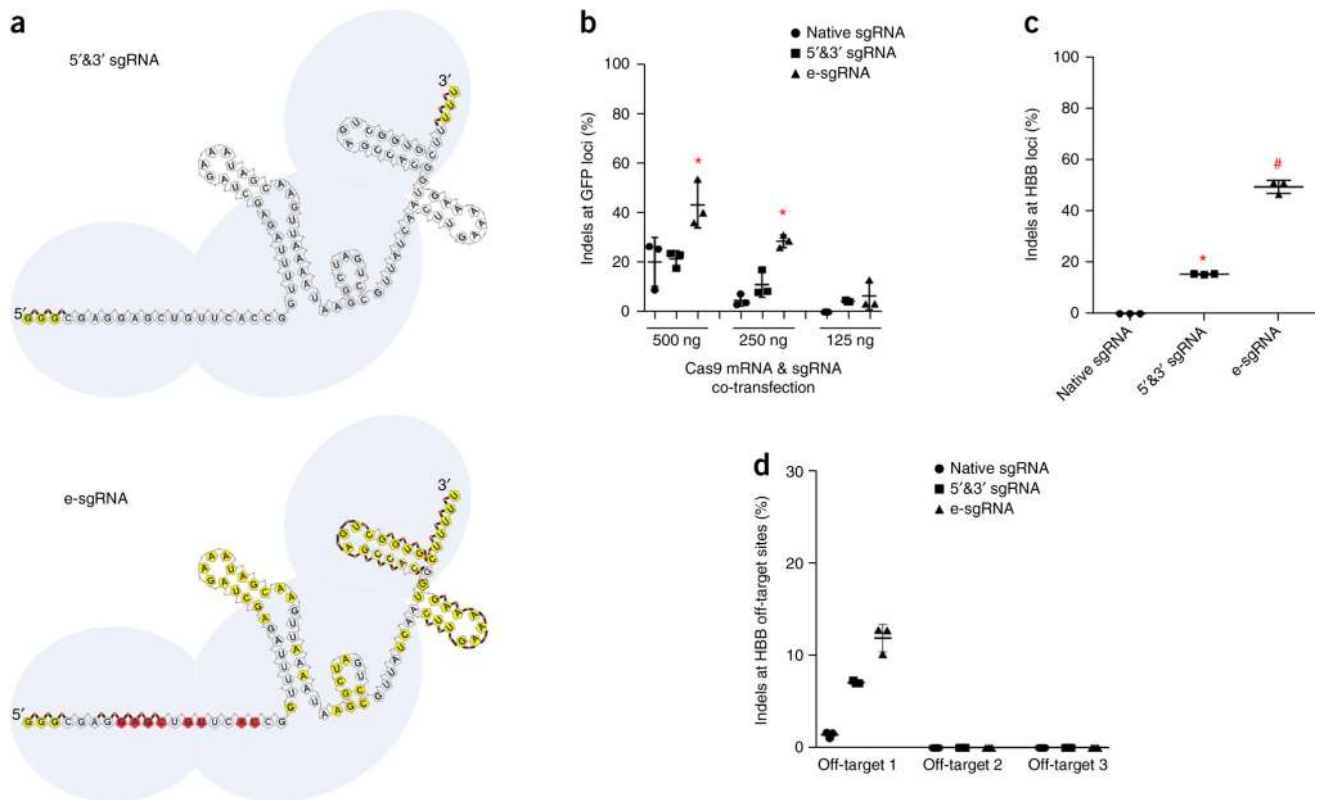 a
5′&3′ sgRNA
3′
5′
e-sgRNA
3′
5′
b
Native sgRNA
5′&3′ sgRNA
e-sgRNA
Indels at GFP loci (%)
100
80
60
40
20
0
*
*
500 ng
250 ng
125 ng
Cas9 mRNA & sgRNA
co-transfection
c
Indels at HBB loci (%)
100
80
60
40
20
0
*
#
Native sgRNA
5′&3′ sgRNA
e-sgRNA
d
Native sgRNA
5′&3′ sgRNA
e-sgRNA
Indels at HBB off-target sites (%)
30
20
10
0
Off-target 1
Off-target 2
Off-target 3